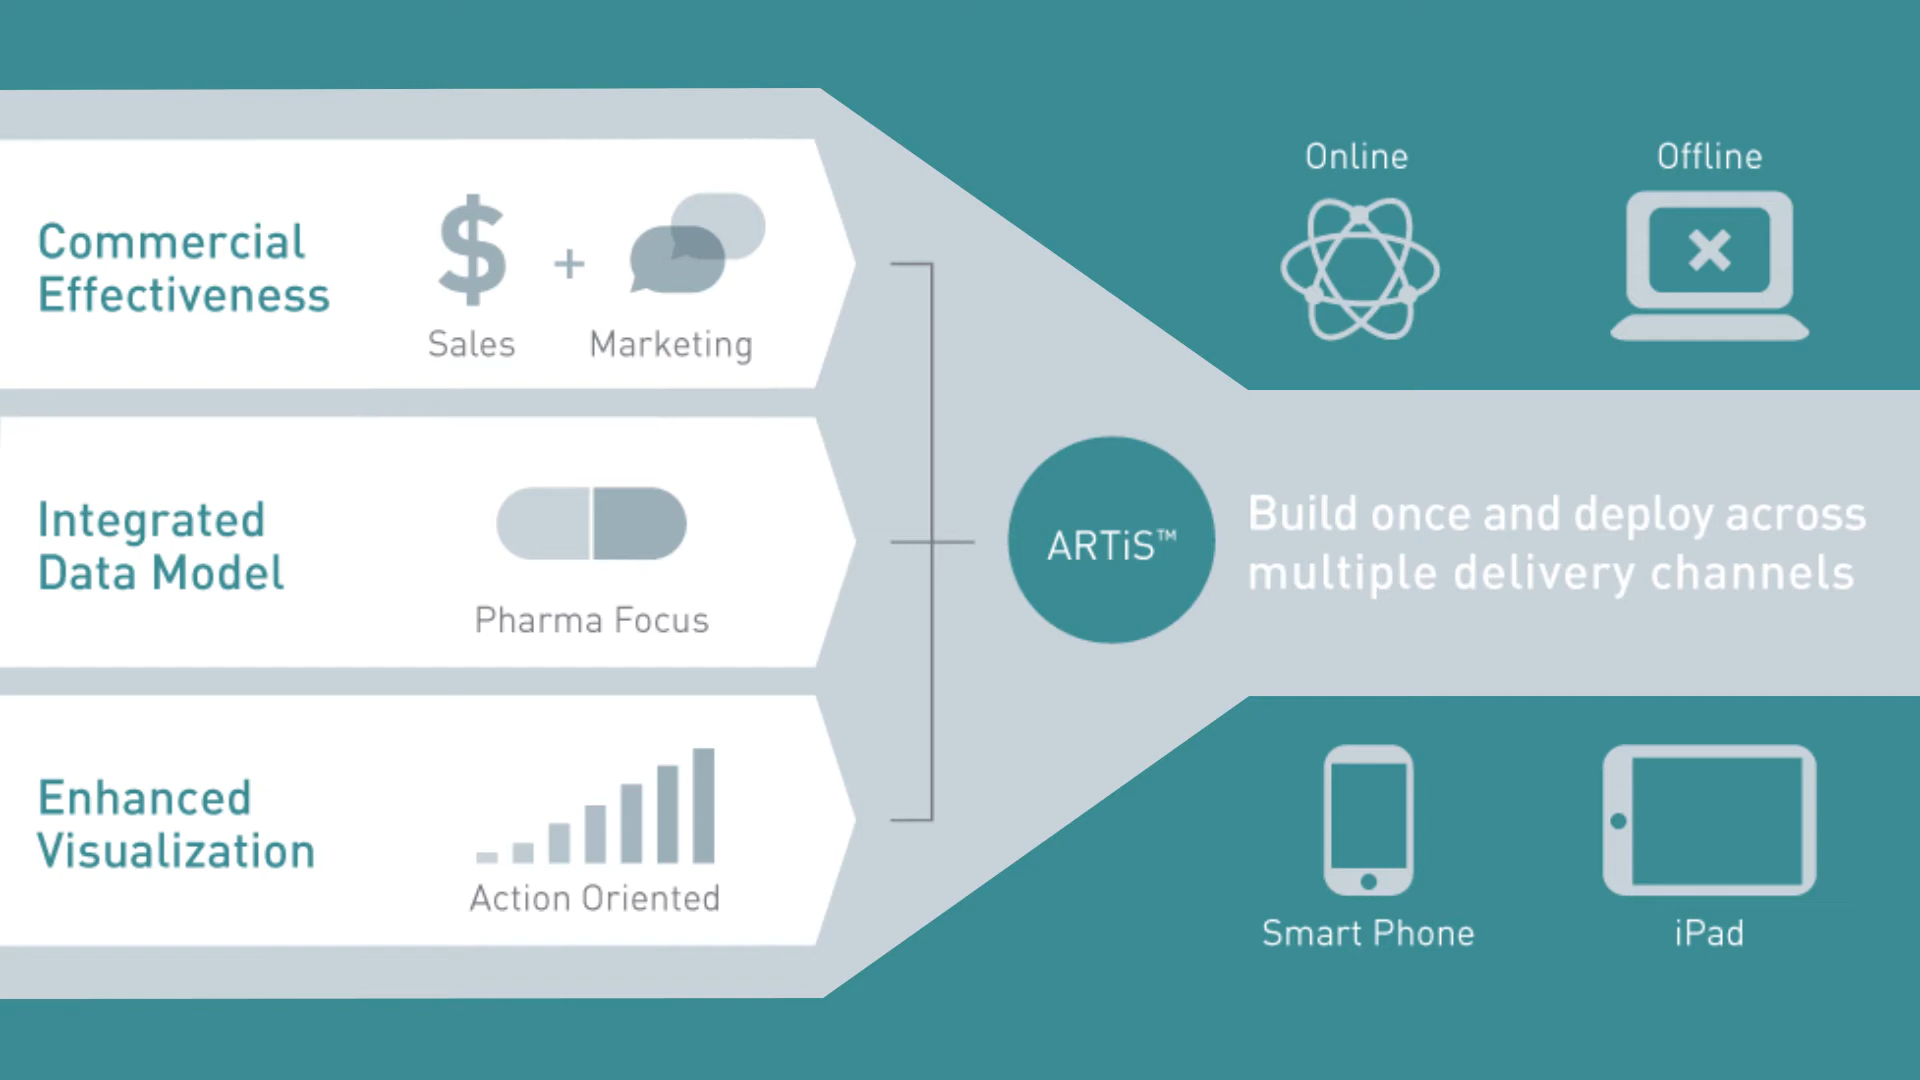 Commercial
Effectiveness
$
+
Sales
Marketing
Integrated
Data Model
Pharma Focus
Enhanced
Visualization
Action Oriented
ARTiS™
Build once and deploy across
multiple delivery channels
Online
Offline
Smart Phone
iPad